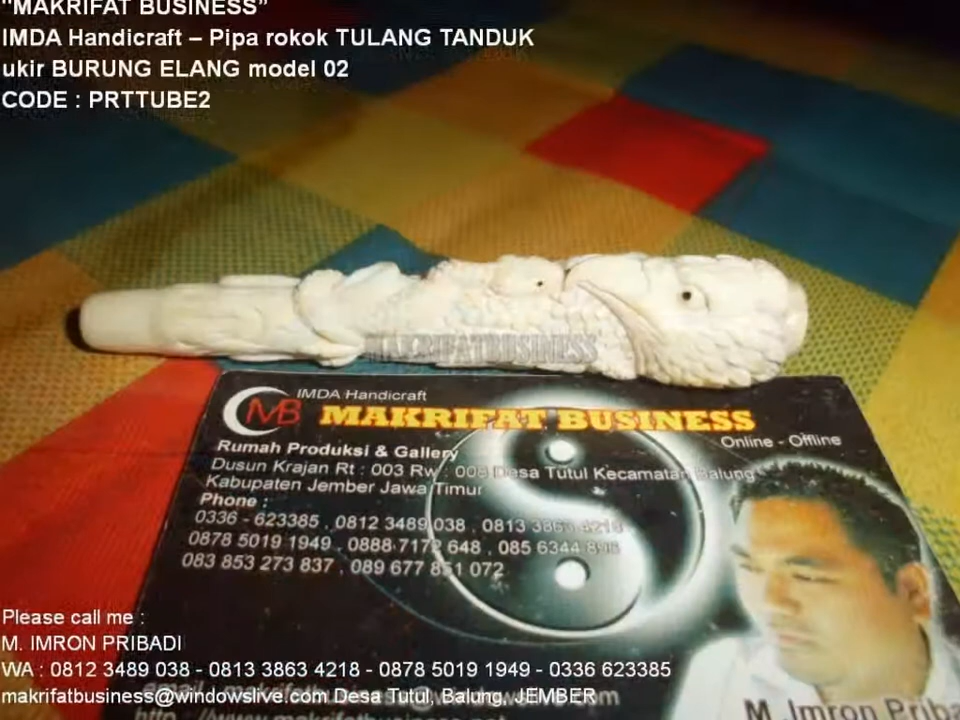 "MAKRIFAT BUSINESS"
IMDA Handicraft – Pipa rokok TULANG TANDUK
ukir BURUNG ELANG model 02
CODE : PRTTUBE2
MAKRIFATBUSINESS
MB
IMDA Handicraft
MAKRIFAT BUSINESS
Online - Offline
Rumah Produksi & Gallery
Dusun Krajan Rt : 003 Rw : 008 Desa Tutul Kecamatan Balung
Kabupaten Jember Jawa Timur
Phone :
0336 - 623385 , 0812 3489 038 , 0813 3863 4218
0878 5019 1949 , 0888 7172 648 , 085 6344
083 853 273 837 , 089 677 851 072
Please call me :
M. IMRON PRIBADI
WA : 0812 3489 038 - 0813 3863 4218 - 0878 5019 1949 - 0336 623385
makrifatbusiness@windowslive.com Desa Tutul, Balung, JEMBER
M. Imron Priba